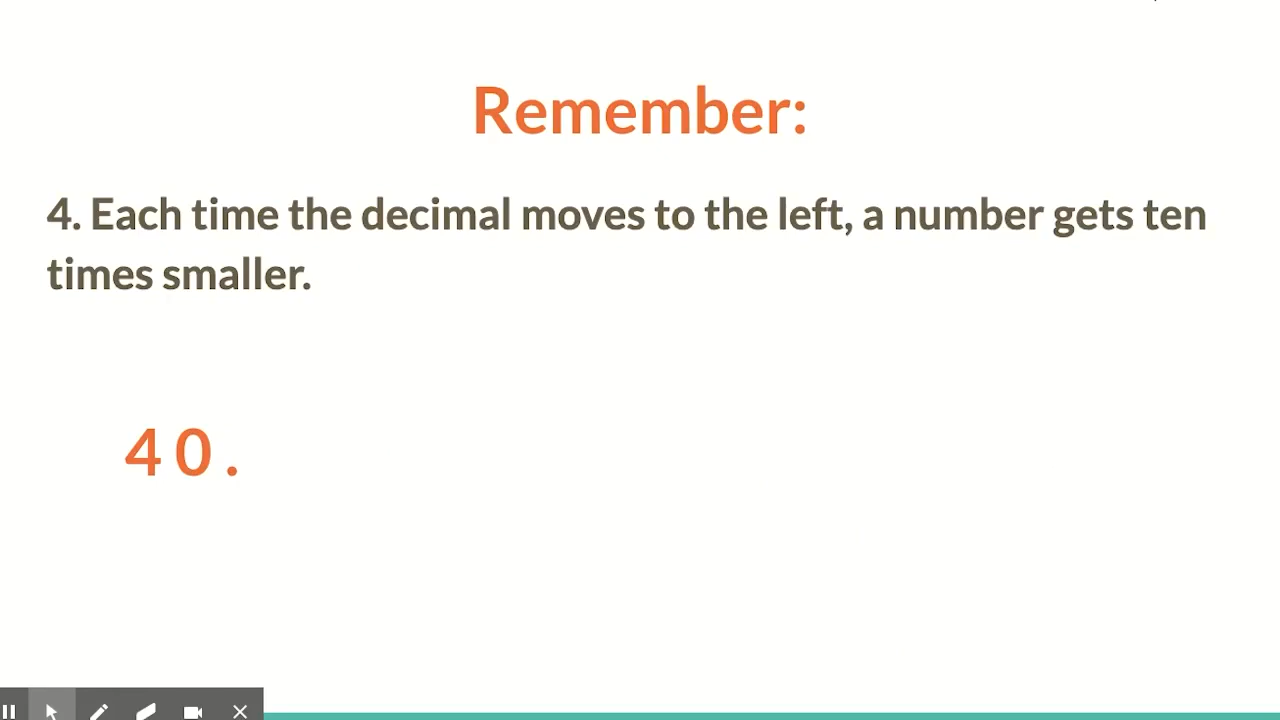 Remember:
4. Each time the decimal moves to the left, a number gets ten
times smaller.
4 0 .